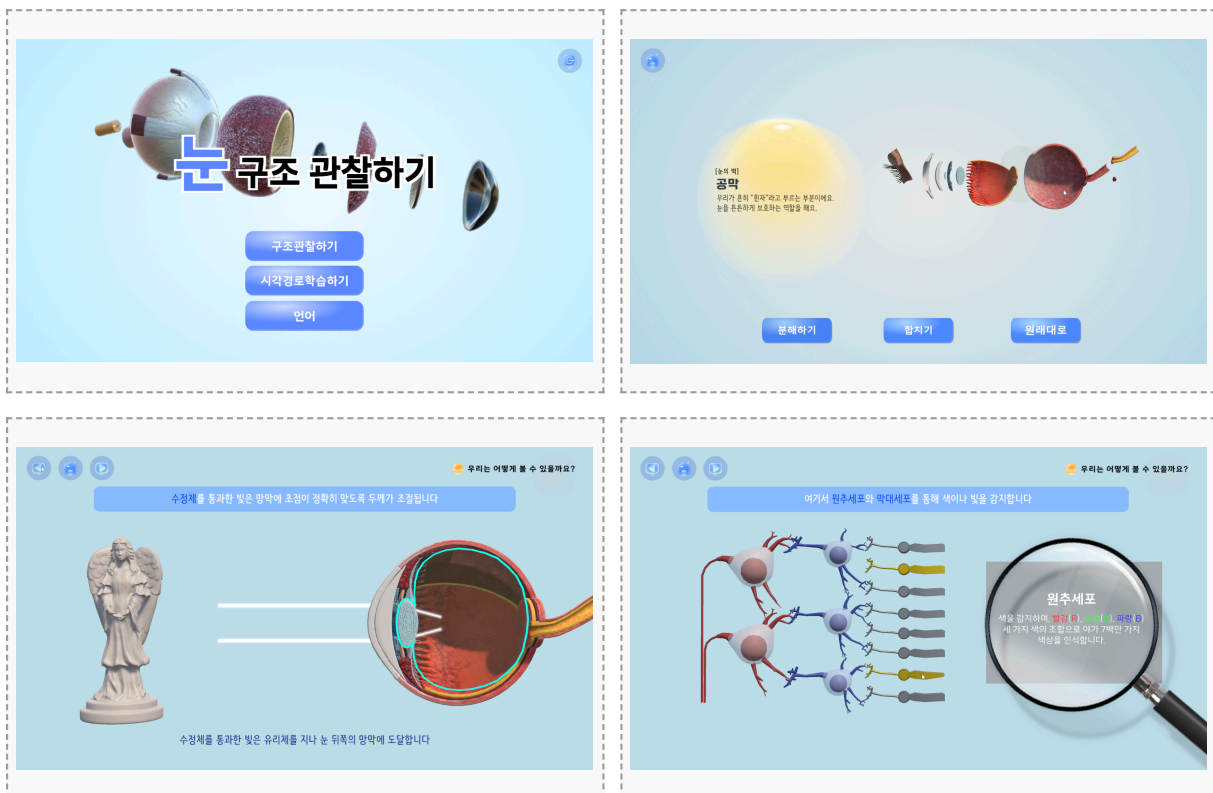 눈 구조 관찰하기
구조관찰하기
시각경로학습하기
언어
[눈의 벽]
공막
우리가 흔히 "흰자"라고 부르는 부분이에요.
눈을 튼튼하게 보호하는 역할을 해요.
분해하기
합치기
원래대로
우리는 어떻게 볼 수 있을까요?
수정체를 통과한 빛은 망막에 초점이 정확히 맞도록 두께가 조절됩니다
수정체를 통과한 빛은 유리체를 지나 눈 뒤쪽의 망막에 도달합니다
우리는 어떻게 볼 수 있을까요?
여기서 원추세포와 막대세포를 통해 색이나 빛을 감지합니다
원추세포
색을 감지하며, 빨강(R), 파랑(B)
세 가지 색의 조합으로 약 7백만 가지
색상을 인식합니다.